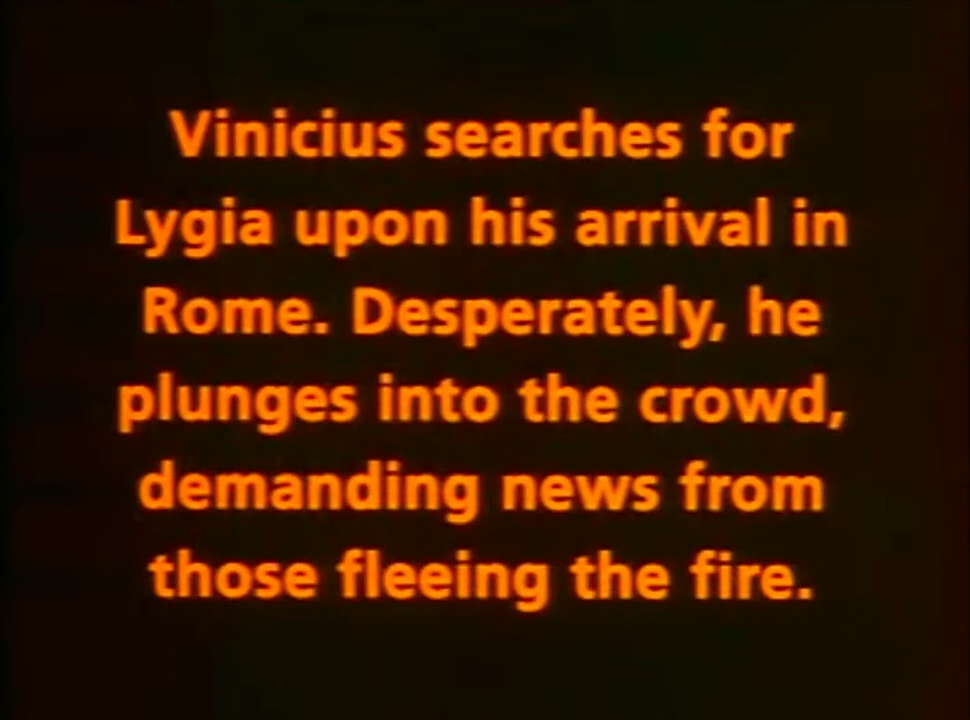 Vinicius searches for
Lygia upon his arrival in
Rome. Desperately, he
plunges into the crowd,
demanding news from
those fleeing the fire.